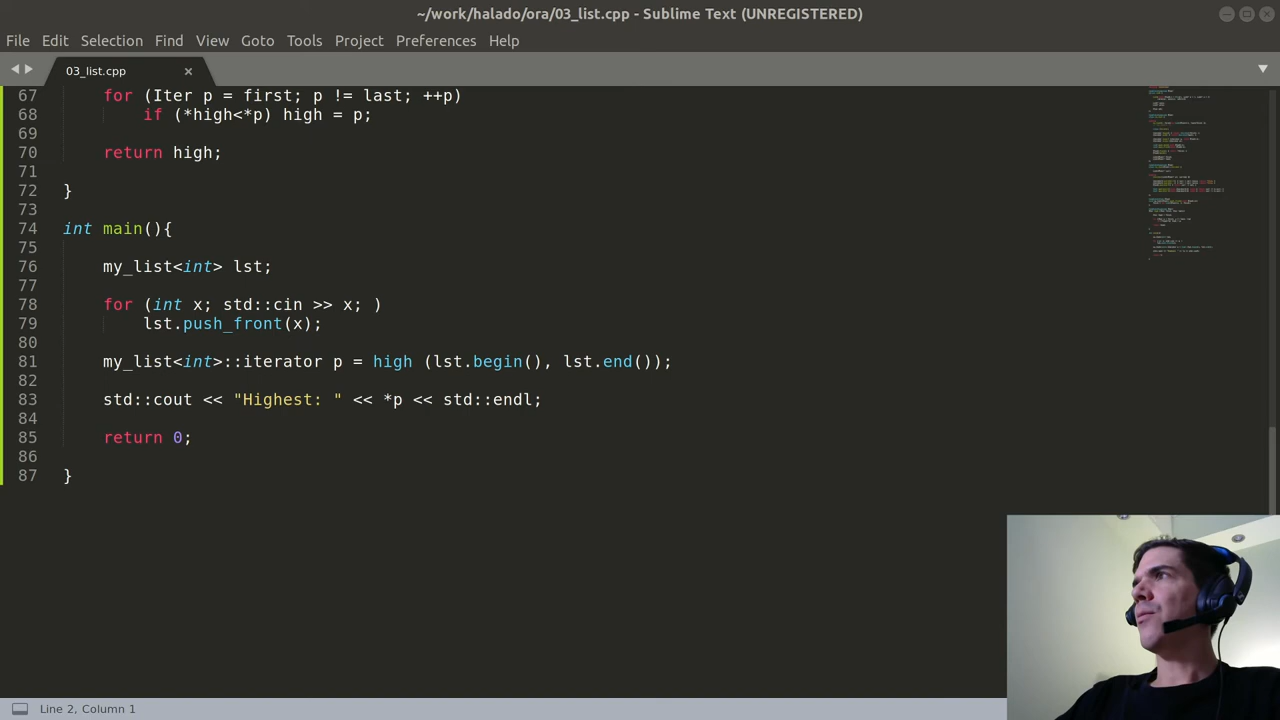 ~/work/halado/ora/03_list.cpp - Sublime Text (UNREGISTERED)
File Edit Selection Find View Goto Tools Project Preferences Help
03_list.cpp
67 for (Iter p = first; p != last; ++p)
68 if (*high<*p) high = p;
69
70 return high;
71
72 }
73
74 int main(){
75
76 my_list<int> lst;
77
78 for (int x; std::cin >> x; )
79 lst.push_front(x);
80
81 my_list<int>::iterator p = high (lst.begin(), lst.end());
82
83 std::cout << "Highest: " << *p << std::endl;
84
85 return 0;
86
87 }
Line 2, Column 1